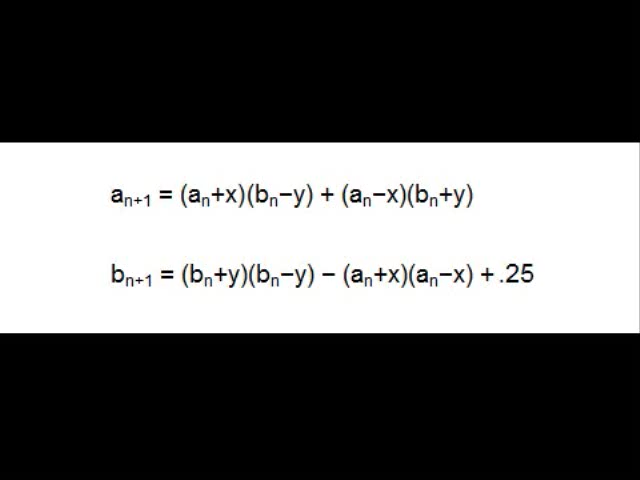 aₙ₊₁ = (aₙ+x)(bₙ−y) + (aₙ−x)(bₙ+y)
bₙ₊₁ = (bₙ+y)(bₙ−y) − (aₙ+x)(aₙ−x) + .25